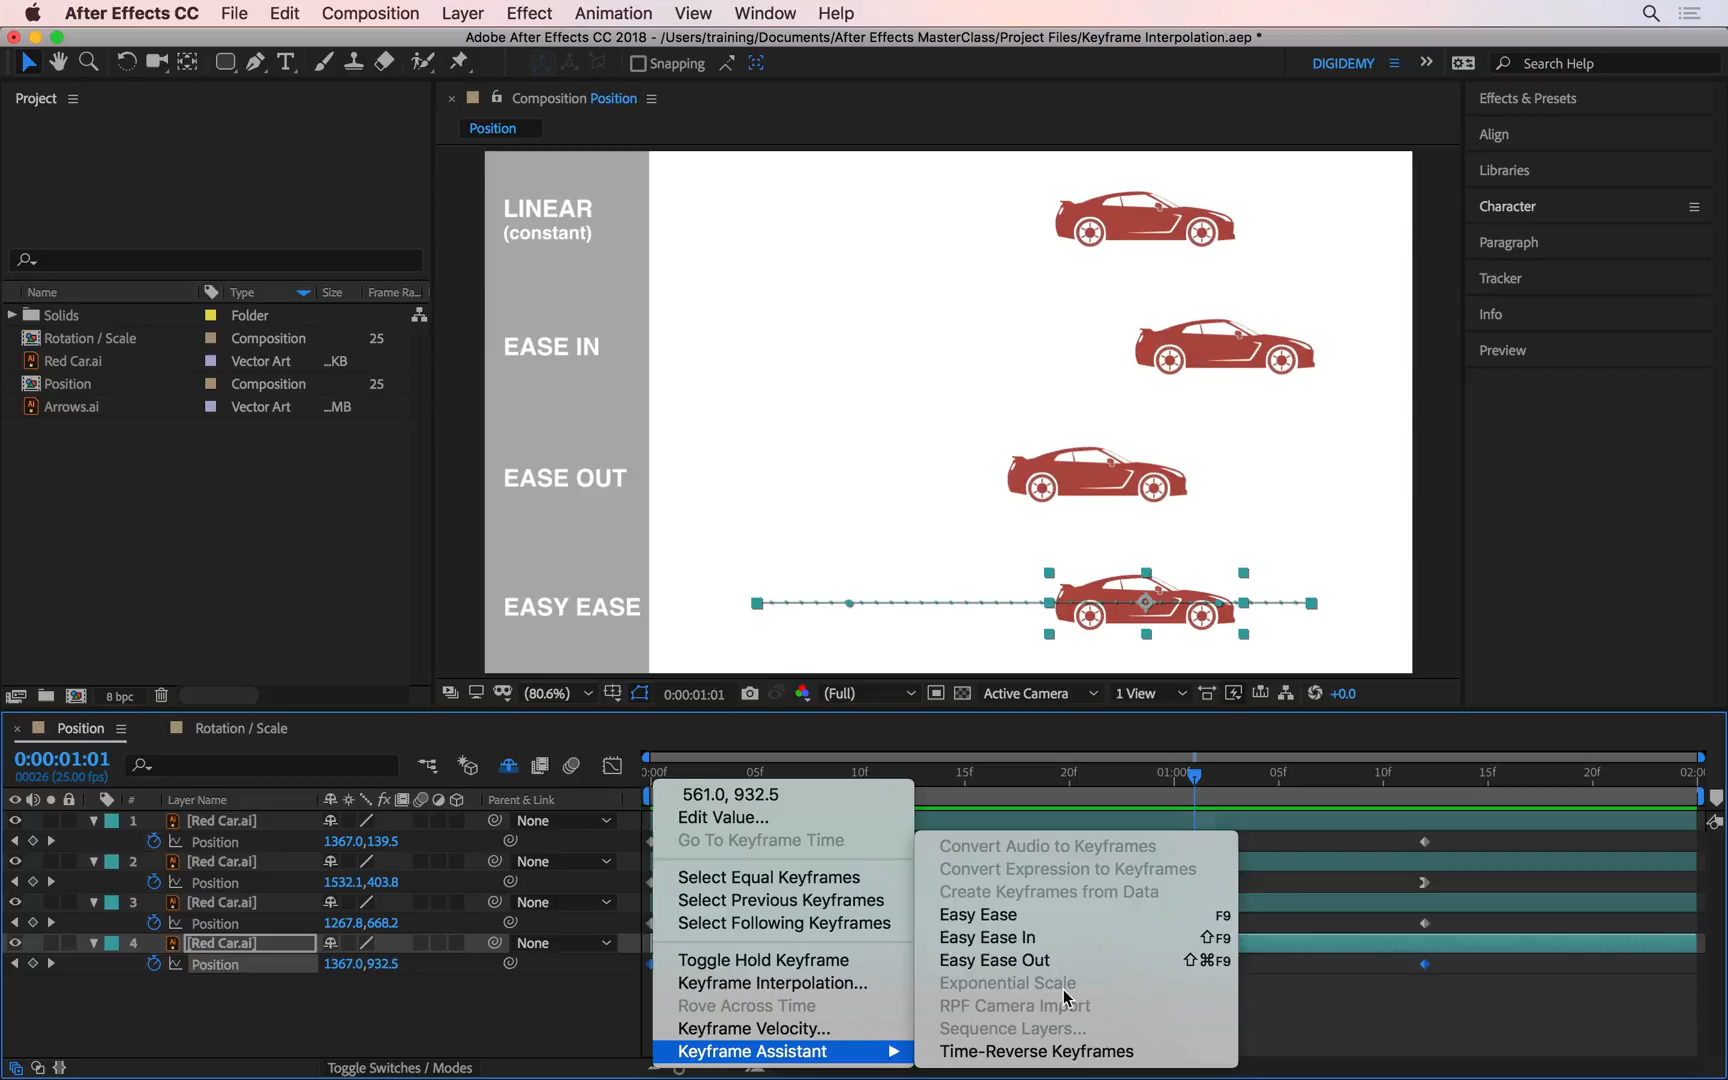 After Effects CC File Edit Composition Layer Effect Animation View Window Help
Adobe After Effects CC 2018 - /Users/training/Documents/After Effects MasterClass/Project Files/Keyframe Interpolation.aep *
Snapping
DIGIDEMY
Search Help
Project
Composition Position
Position
Effects & Presets
Align
Libraries
Character
Paragraph
Tracker
Info
Preview
Name Type Size Frame Ra...
Solids Folder
Rotation / Scale Composition 25
Red Car.ai Vector Art ...KB
Position Composition 25
Arrows.ai Vector Art ...MB
LINEAR
(constant)
EASE IN
EASE OUT
EASY EASE
8 bpc
(80.6%) 0:00:01:01 (Full) Active Camera 1 View +0.0
Position Rotation / Scale
0:00:01:01
00026 (25.00 fps)
:00f 05f 10f 15f 20f 01:00f 05f 10f 15f 20f 02:00
# Layer Name Parent & Link
1 [Red Car.ai] None
Position 1367.0,139.5
2 [Red Car.ai] None
Position 1532.1,403.8
3 [Red Car.ai] None
Position 1267.8,668.2
4 [Red Car.ai] None
Position 1367.0,932.5
Toggle Switches / Modes
561.0, 932.5
Edit Value...
Go To Keyframe Time
Select Equal Keyframes
Select Previous Keyframes
Select Following Keyframes
Toggle Hold Keyframe
Keyframe Interpolation...
Rove Across Time
Keyframe Velocity...
Keyframe Assistant
Convert Audio to Keyframes
Convert Expression to Keyframes
Create Keyframes from Data
Easy Ease F9
Easy Ease In ⇧F9
Easy Ease Out ⇧⌘F9
Exponential Scale
RPF Camera Import
Sequence Layers...
Time-Reverse Keyframes